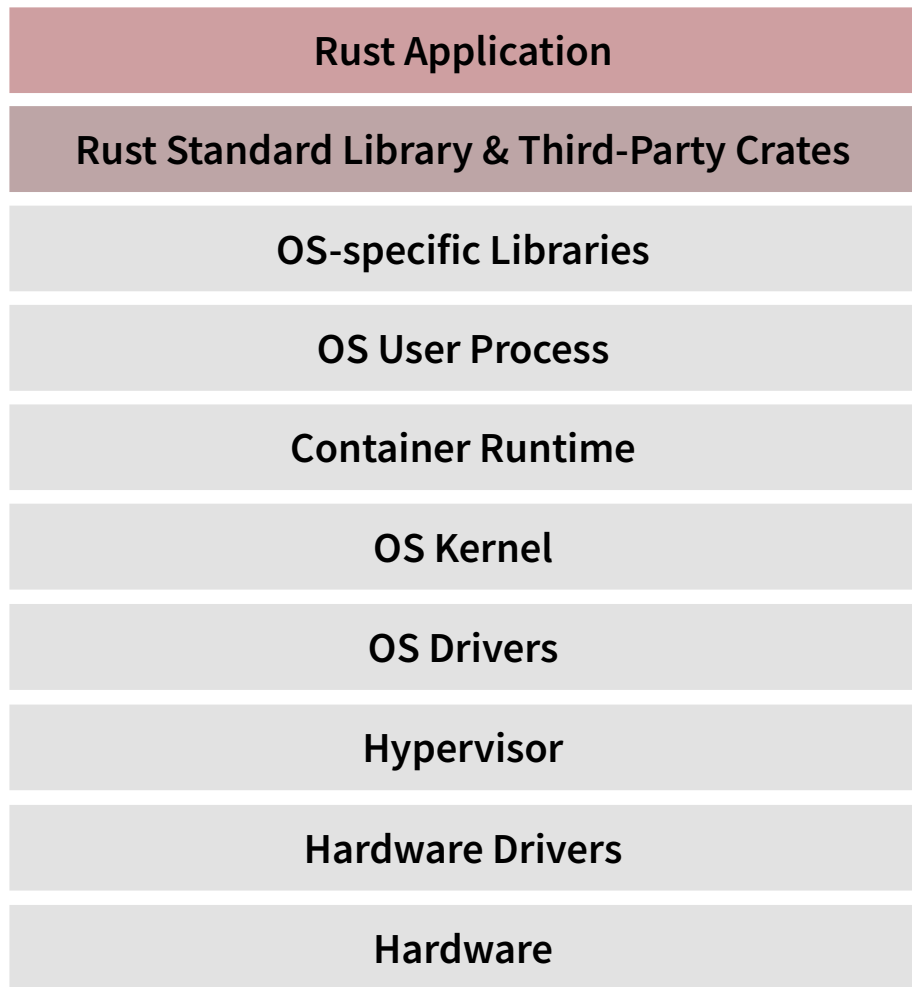 Rust Application
Rust Standard Library & Third-Party Crates
OS-specific Libraries
OS User Process
Container Runtime
OS Kernel
OS Drivers
Hypervisor
Hardware Drivers
Hardware